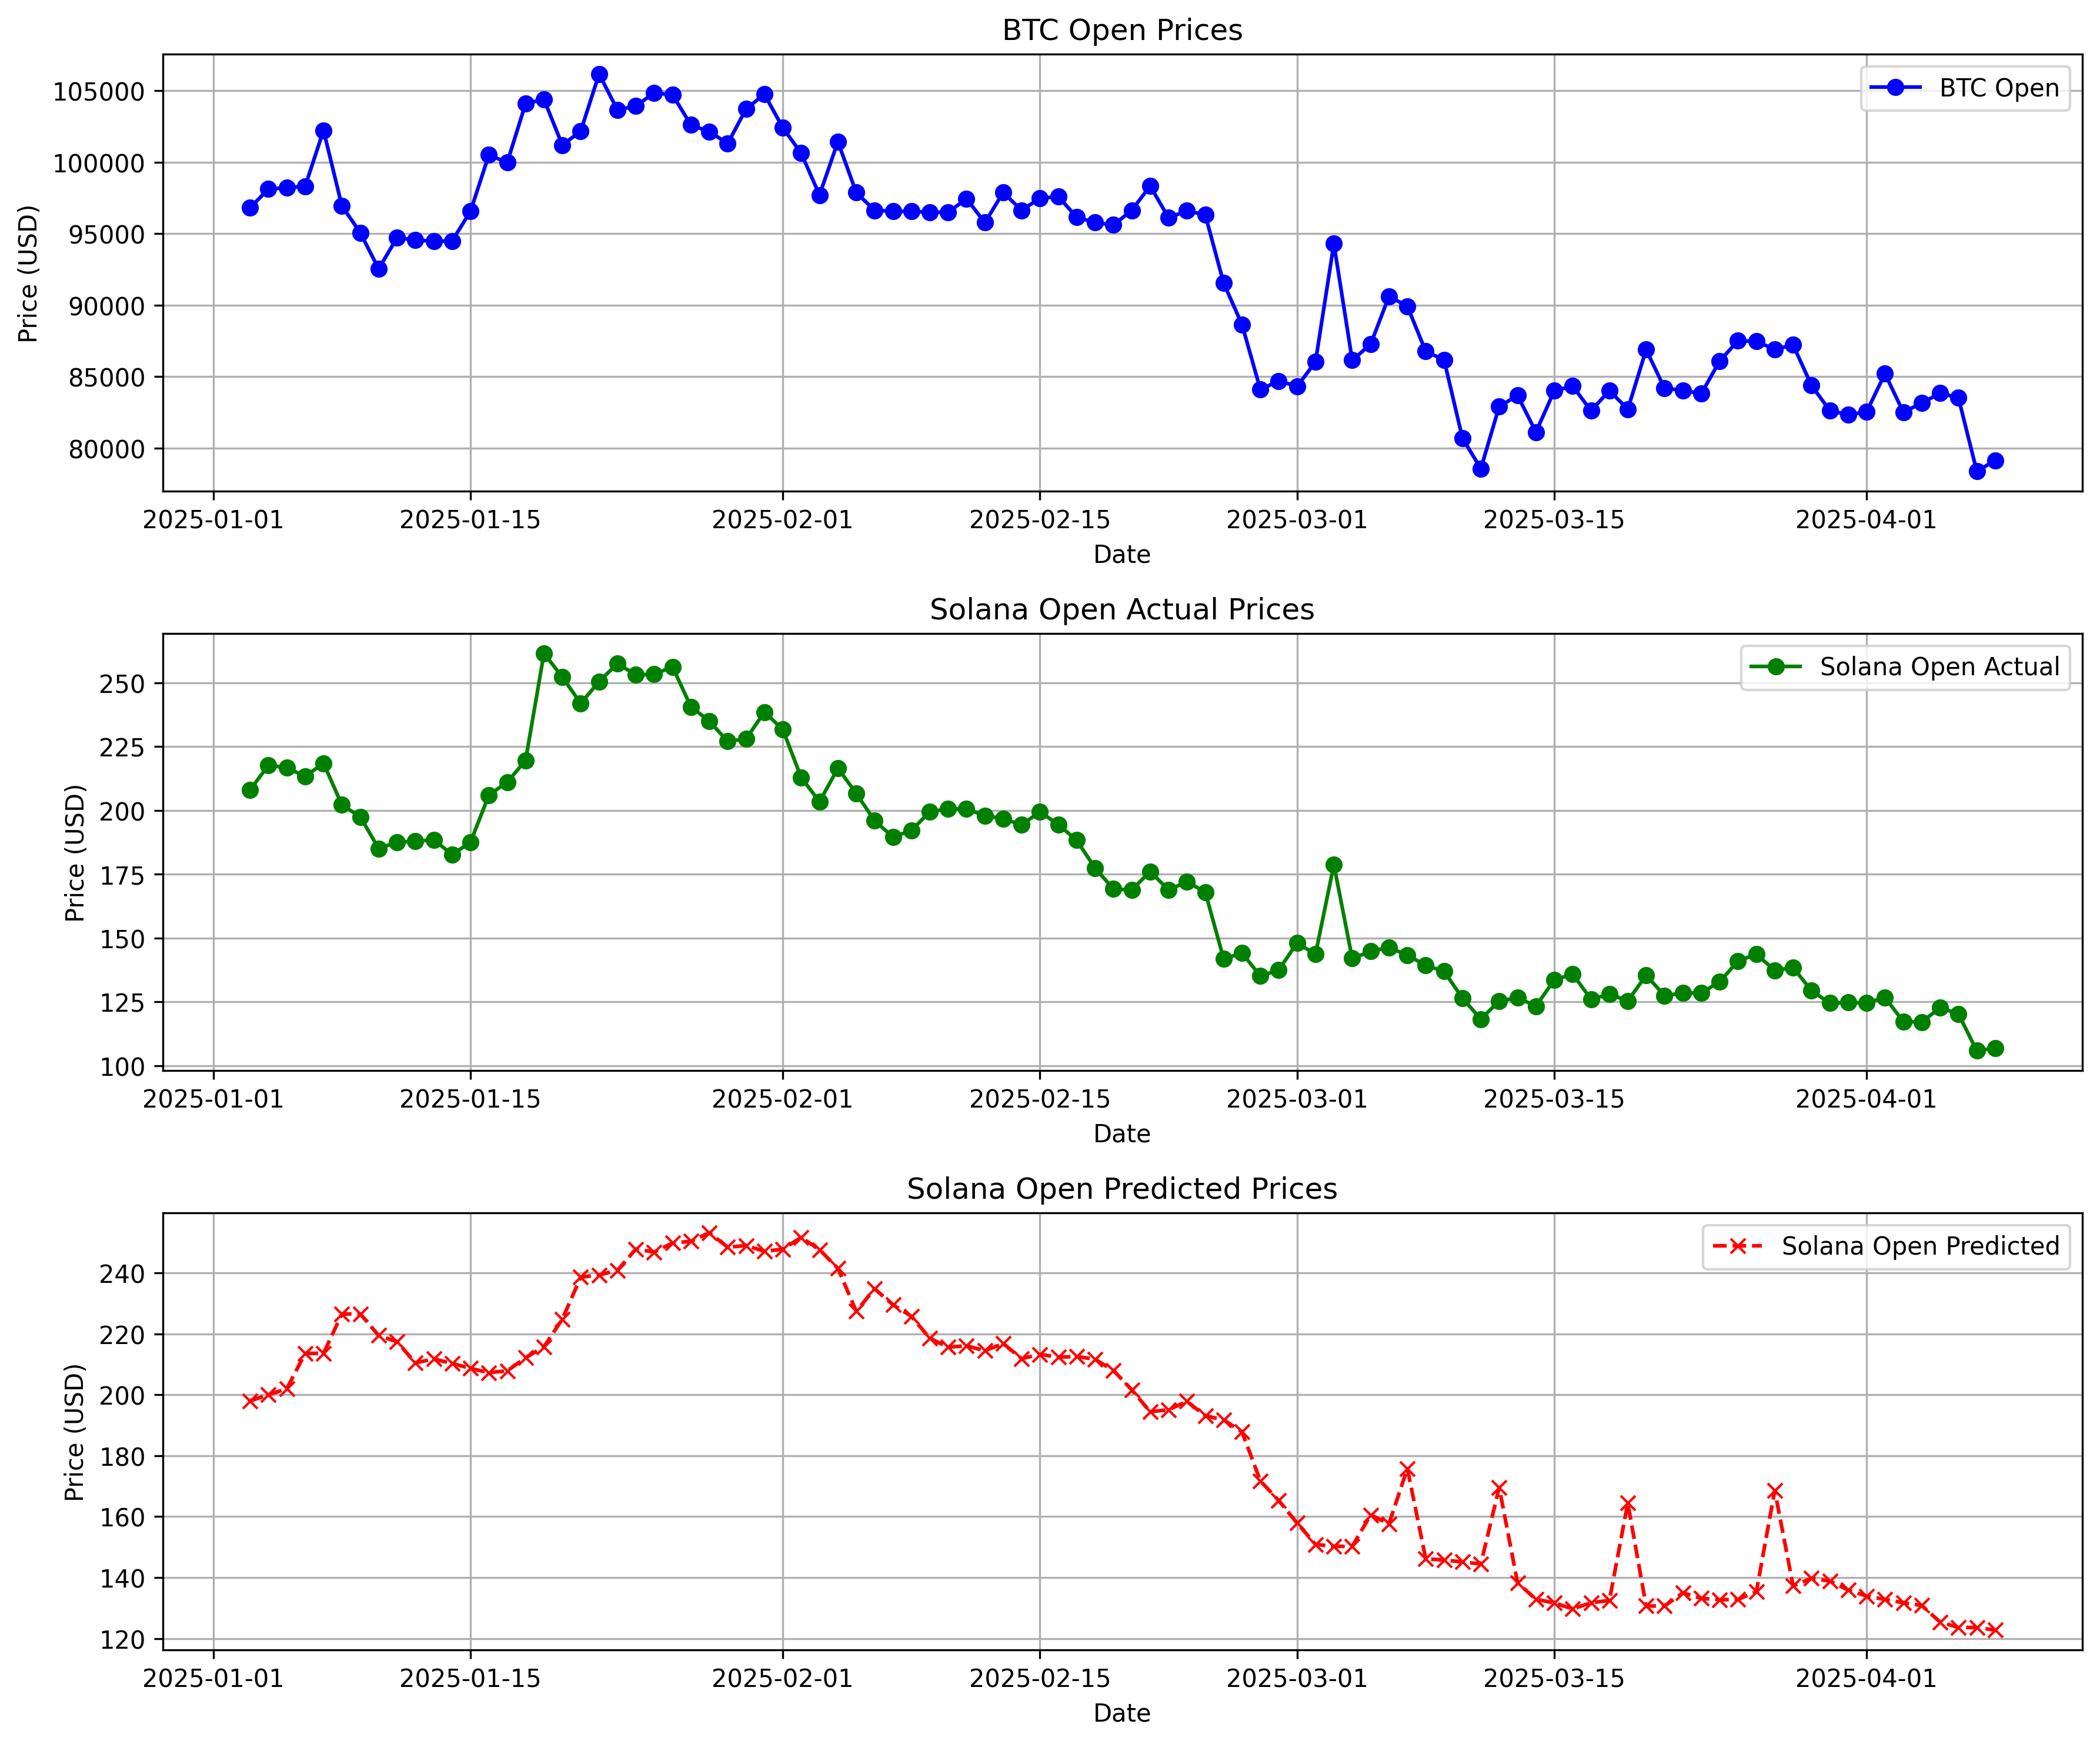 BTC Open Prices
BTC Open
105000
100000
95000
90000
85000
80000
Price (USD)
2025-01-01 2025-01-15 2025-02-01 2025-02-15 2025-03-01 2025-03-15 2025-04-01
Date
Solana Open Actual Prices
Solana Open Actual
250
225
200
175
150
125
100
Price (USD)
2025-01-01 2025-01-15 2025-02-01 2025-02-15 2025-03-01 2025-03-15 2025-04-01
Date
Solana Open Predicted Prices
Solana Open Predicted
240
220
200
180
160
140
120
Price (USD)
2025-01-01 2025-01-15 2025-02-01 2025-02-15 2025-03-01 2025-03-15 2025-04-01
Date